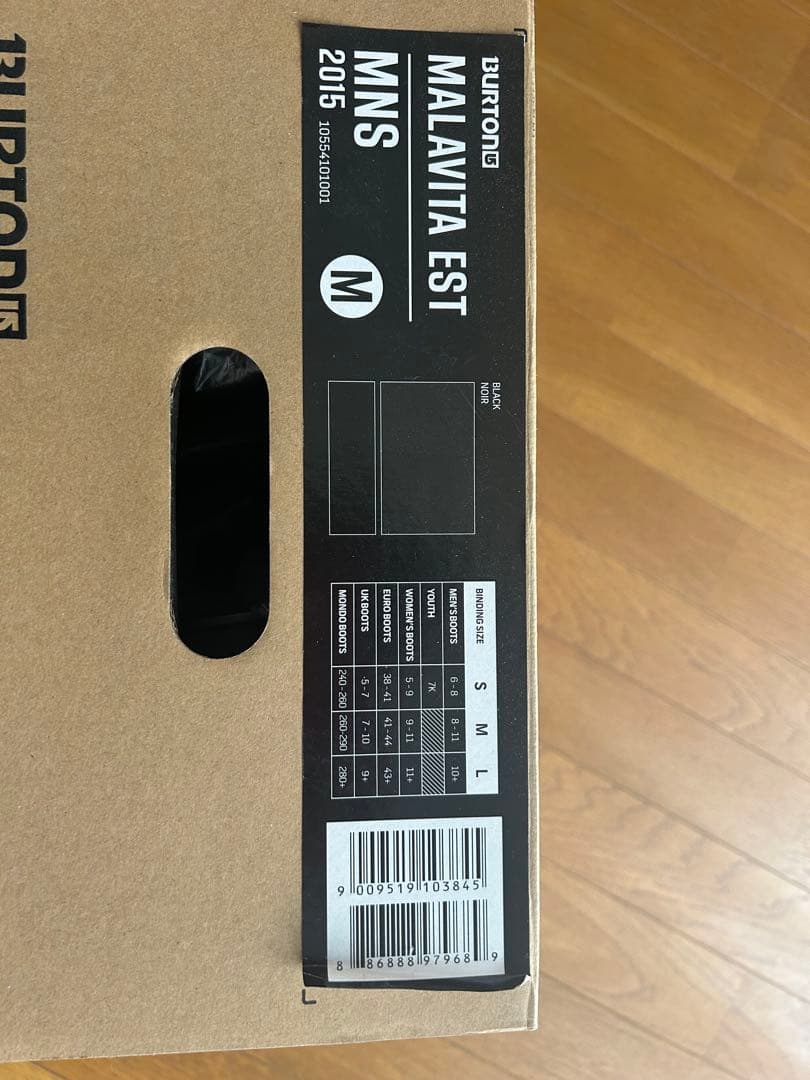 BURTON
BURTON
MALAVITA EST
MNS
2015 10554101001
M
BLACK
NOIR
BINDING SIZE S M L
MEN'S BOOTS 6 - 8 8 - 11 10+
YOUTH 7K
WOMEN'S BOOTS 5 - 9 9 - 11 11+
EURO BOOTS 38 - 41 41 - 44 43+
UK BOOTS -5 - 7 7 - 10 9+
MONDO BOOTS 240 - 260 260-290 280+
9 009519 103845
8 86888 97968 9